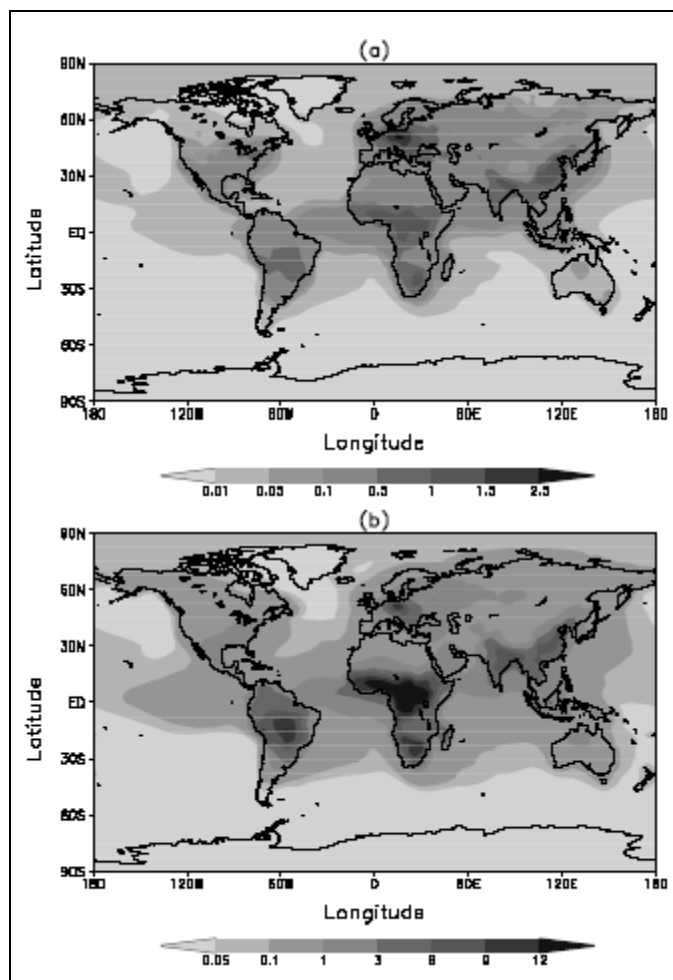 (a)
90N
60N
30N
EQ
30S
60S
90S
Latitude
180 120W 60W 0 60E 120E 180
Longitude
0.01 0.05 0.1 0.5 1 1.5 2.5
(b)
90N
60N
30N
EQ
30S
60S
90S
Latitude
180 120W 60W 0 60E 120E 180
Longitude
0.05 0.1 1 3 6 9 12